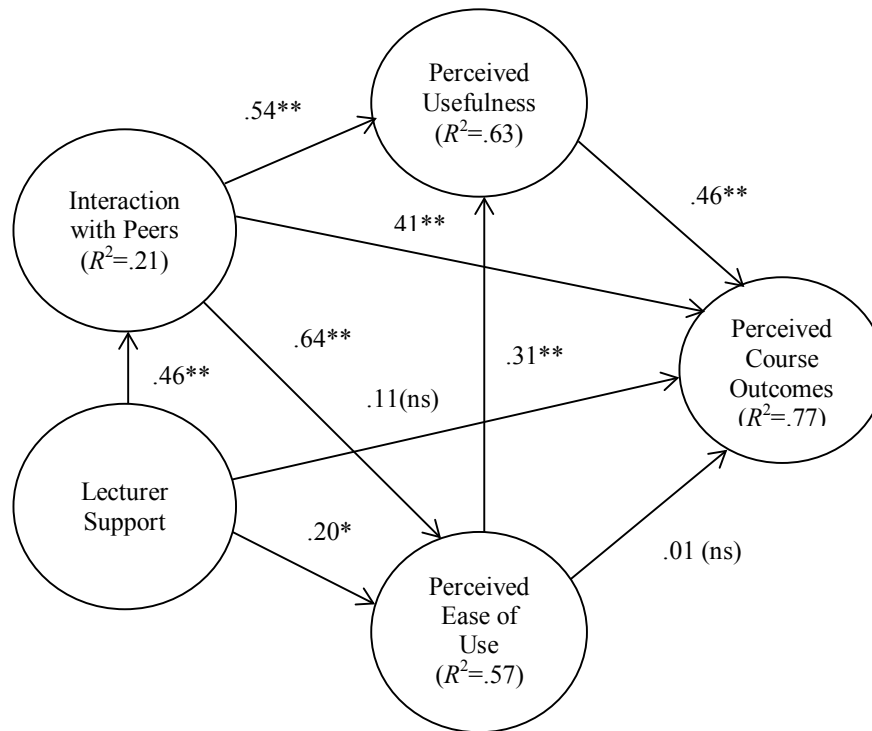 Perceived
Usefulness
(R²=.63)
.54**
Interaction
with Peers
(R²=.21)
.46**
.41**
Perceived
Course
Outcomes
(R²=.77)
.64**
.31**
.46**
.11(ns)
Lecturer
Support
.20*
.01 (ns)
Perceived
Ease of
Use
(R²=.57)